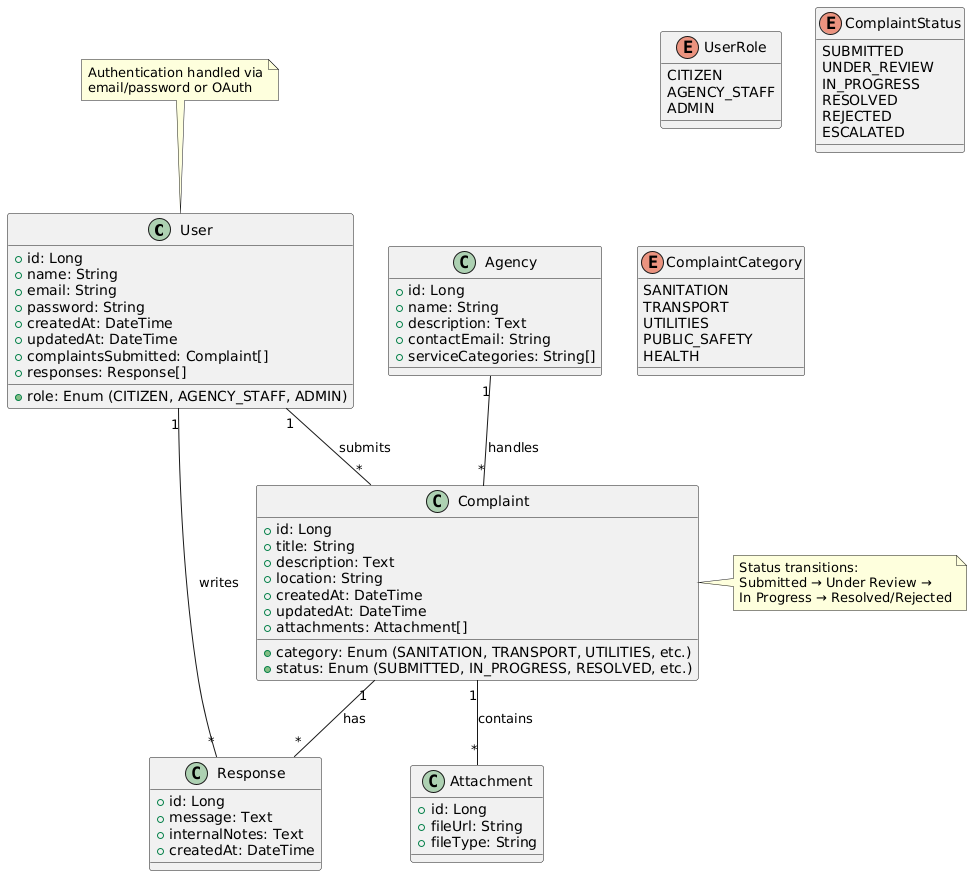 Authentication handled via
email/password or OAuth
E UserRole
CITIZEN
AGENCY_STAFF
ADMIN
E ComplaintStatus
SUBMITTED
UNDER_REVIEW
IN_PROGRESS
RESOLVED
REJECTED
ESCALATED
C User
id: Long
name: String
email: String
password: String
createdAt: DateTime
updatedAt: DateTime
complaintsSubmitted: Complaint[]
responses: Response[]
role: Enum (CITIZEN, AGENCY_STAFF, ADMIN)
C Agency
id: Long
name: String
description: Text
contactEmail: String
serviceCategories: String[]
E ComplaintCategory
SANITATION
TRANSPORT
UTILITIES
PUBLIC_SAFETY
HEALTH
1
1
1
submits
handles
*
*
C Complaint
id: Long
title: String
description: Text
location: String
createdAt: DateTime
updatedAt: DateTime
attachments: Attachment[]
category: Enum (SANITATION, TRANSPORT, UTILITIES, etc.)
status: Enum (SUBMITTED, IN_PROGRESS, RESOLVED, etc.)
Status transitions:
Submitted → Under Review →
In Progress → Resolved/Rejected
writes
1
1
has
contains
*
*
*
C Response
id: Long
message: Text
internalNotes: Text
createdAt: DateTime
C Attachment
id: Long
fileUrl: String
fileType: String